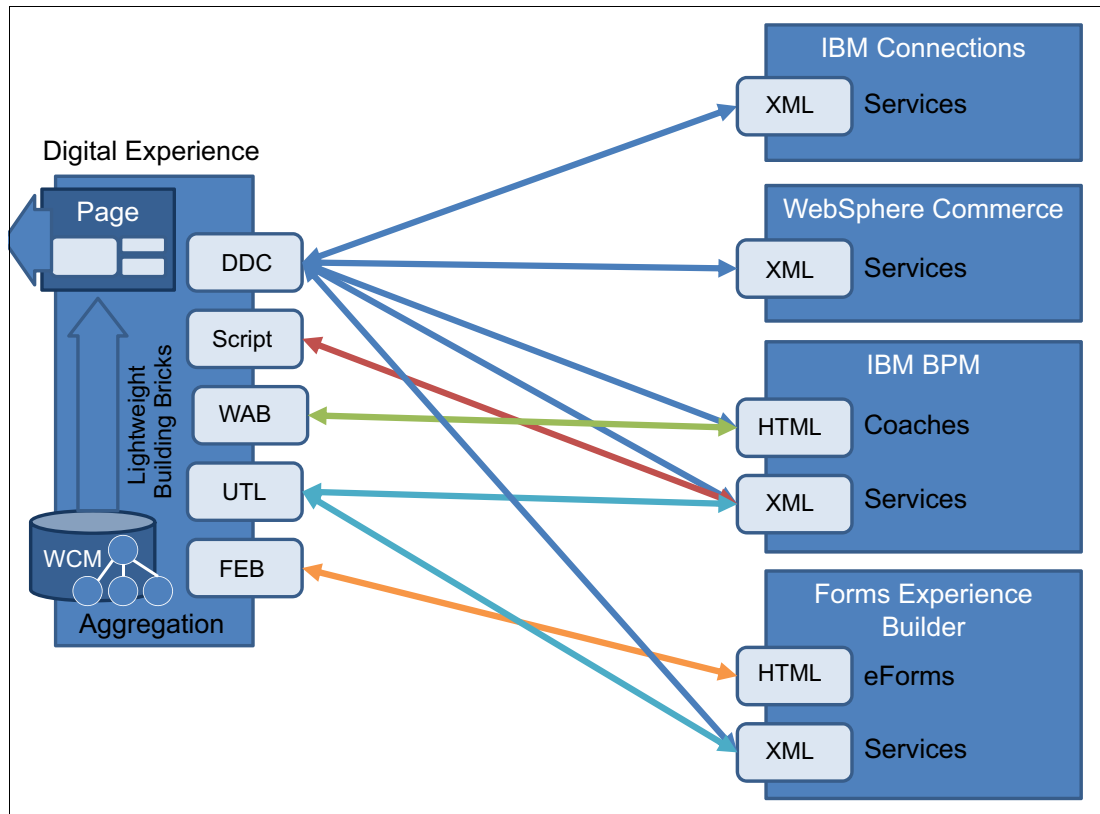 Digital Experience
Page
DDC
Script
WAB
UTL
FEB
Lightweight
Building Bricks
WCM
Aggregation
IBM Connections
XML Services
WebSphere Commerce
XML Services
IBM BPM
HTML Coaches
XML Services
Forms Experience
Builder
HTML eForms
XML Services